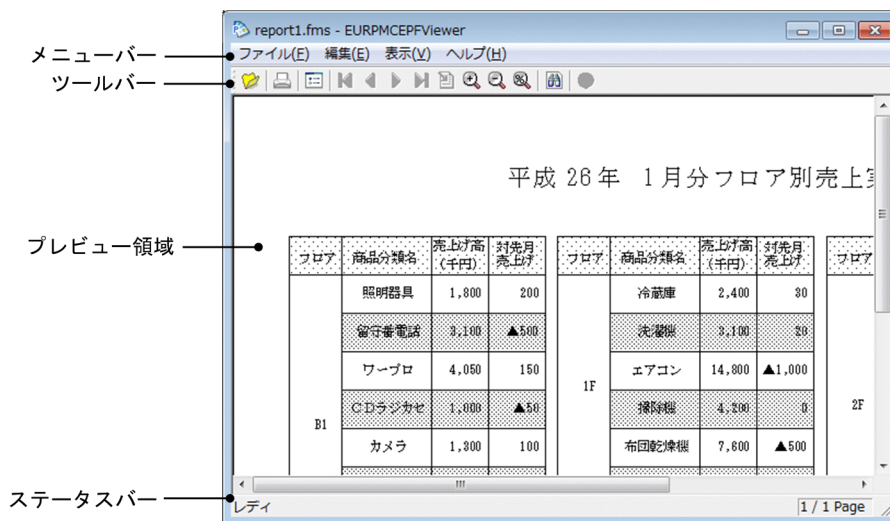 report1.fms - EURPMCEPFViewer
メニューバー
ファイル(F) 編集(E) 表示(V) ヘルプ(H)
ツールバー
平成 26年 1月分フロア別売上
プレビュー領域
フロア 商品分類名 売上げ高(千円) 対先月売上げ フロア 商品分類名 売上げ高(千円) 対先月売上げ フロア
照明器具 1,800 200 冷蔵庫 2,400 30
留守番電話 3,100 ▲500 洗濯機 3,100 20
ワープロ 4,050 150 エアコン 14,800 ▲1,000
1F
CDラジカセ 1,000 ▲50 掃除機 4,200 0
B1 2F
カメラ 1,300 100 布団乾燥機 7,600 ▲500
ステータスバー
レディ 1 / 1 Page